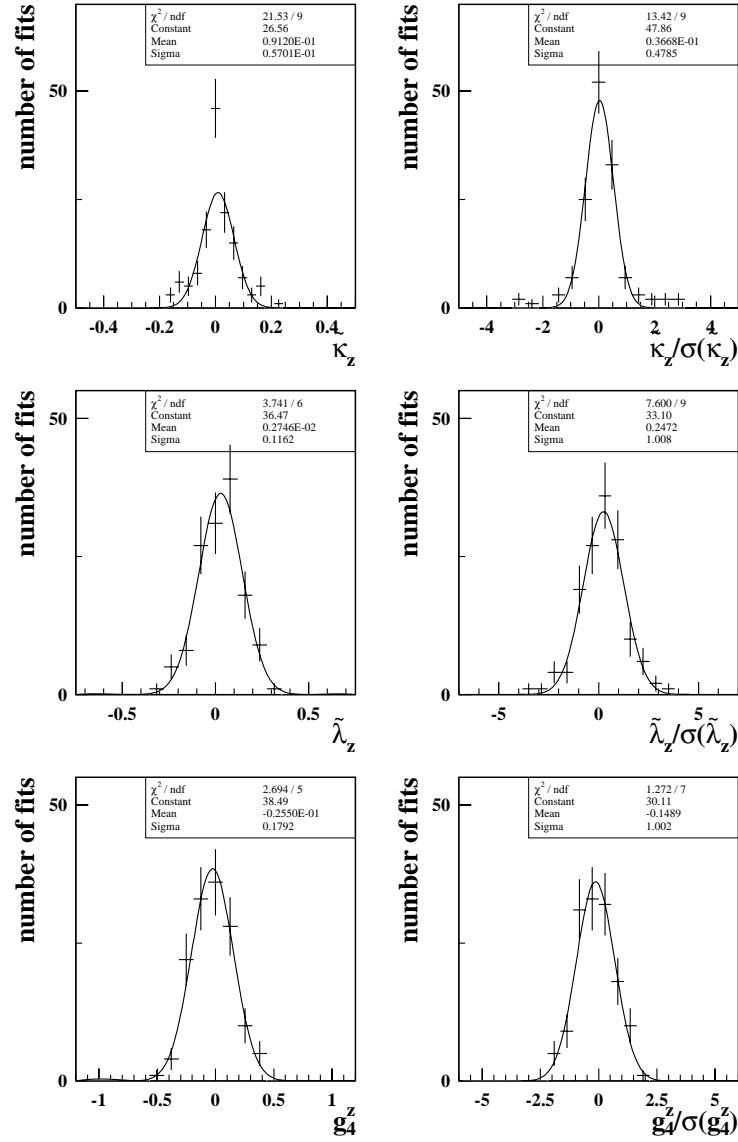 χ² / ndf 21.53 / 9
Constant 26.56
Mean 0.9120E-01
Sigma 0.5701E-01
number of fits
50
0
-0.4 -0.2 0 0.2 0.4
κ̃z
χ² / ndf 13.42 / 9
Constant 47.86
Mean 0.3668E-01
Sigma 0.4785
number of fits
50
0
-4 -2 0 2 4
κ̃z/σ(κ̃z)
χ² / ndf 3.741 / 6
Constant 36.47
Mean 0.2746E-02
Sigma 0.1162
number of fits
50
0
-0.5 0 0.5
λ̃z
χ² / ndf 7.600 / 9
Constant 33.10
Mean 0.2472
Sigma 1.008
number of fits
50
0
-5 0 5
λ̃z/σ(λ̃z)
χ² / ndf 2.694 / 5
Constant 38.49
Mean -0.2550E-01
Sigma 0.1792
number of fits
50
0
-1 -0.5 0 0.5 1
g₄ᶻ
χ² / ndf 1.272 / 7
Constant 30.11
Mean -0.1489
Sigma 1.002
number of fits
50
0
-5 -2.5 0 2.5 5
g₄ᶻ/σ(g₄ᶻ)